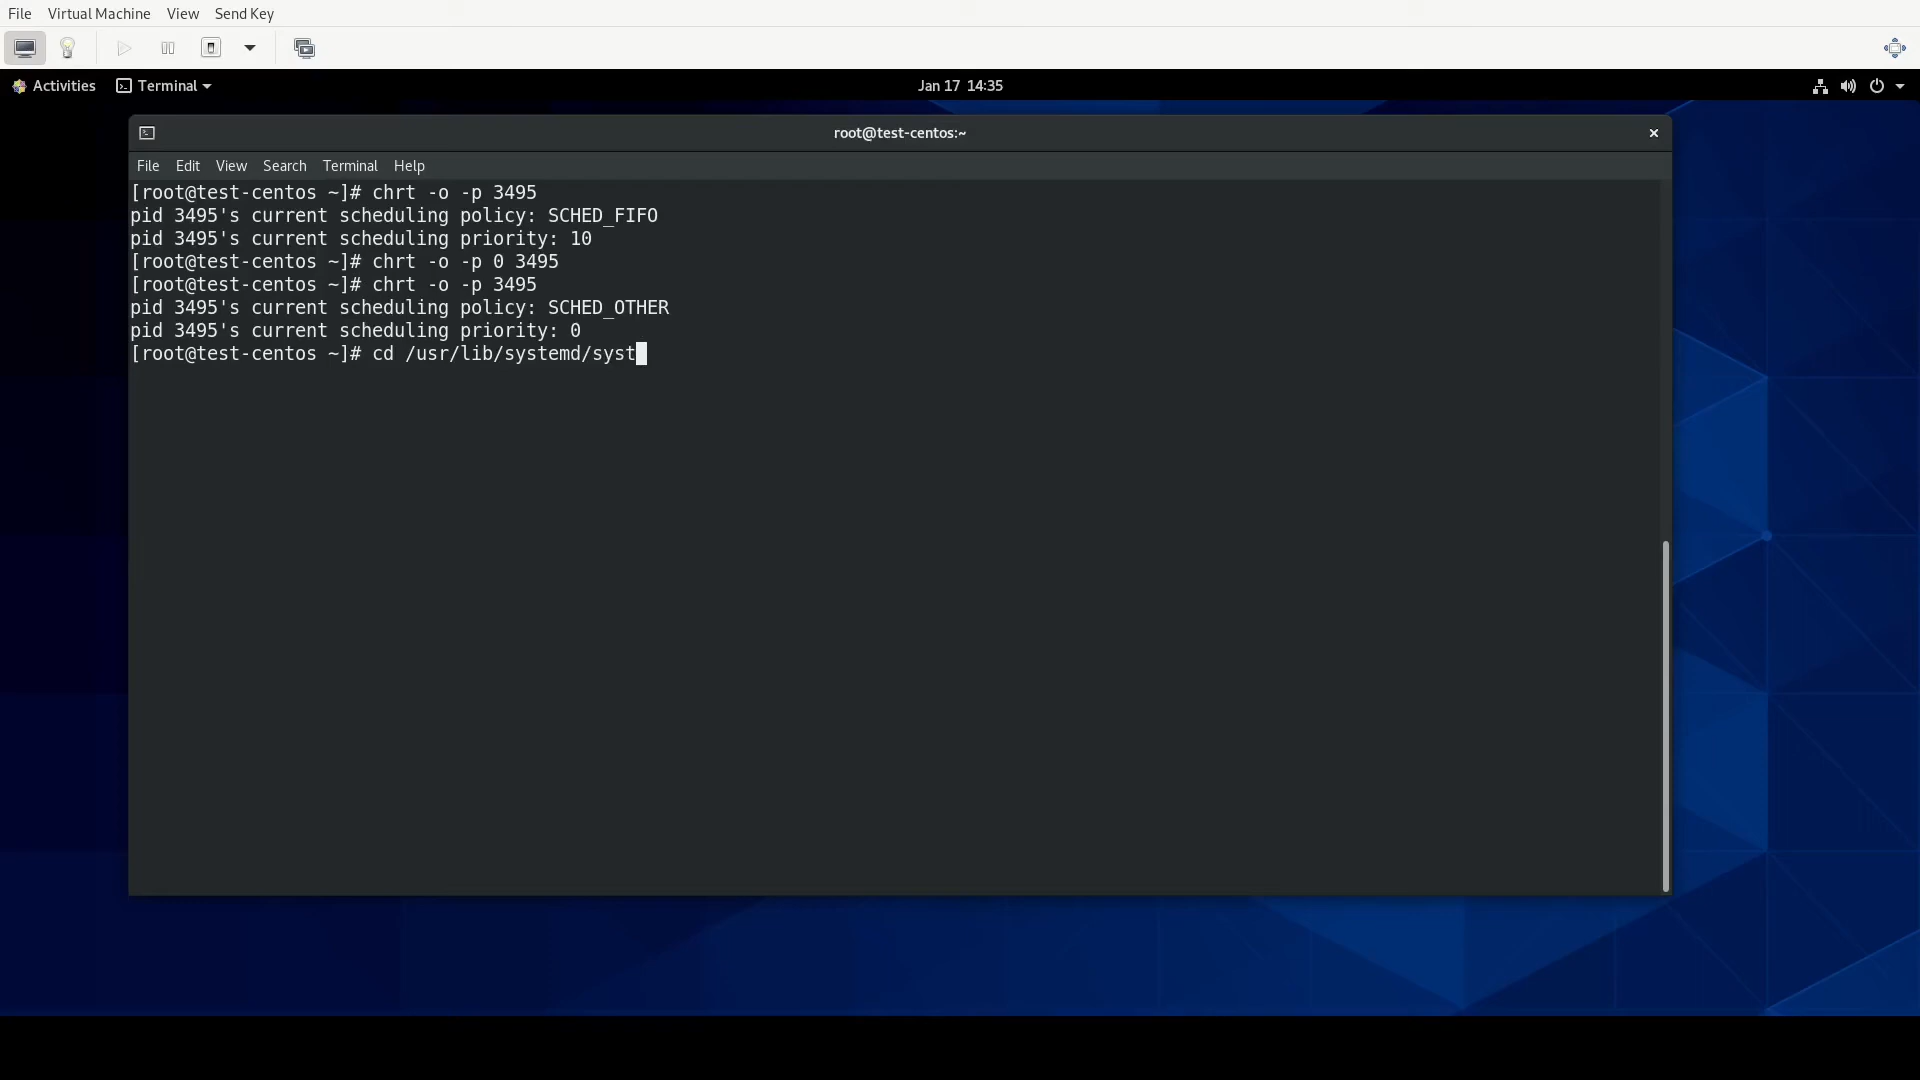 File Virtual Machine View Send Key
Activities Terminal Jan 17 14:35
root@test-centos:~
File Edit View Search Terminal Help
[root@test-centos ~]# chrt -o -p 3495
pid 3495's current scheduling policy: SCHED_FIFO
pid 3495's current scheduling priority: 10
[root@test-centos ~]# chrt -o -p 0 3495
[root@test-centos ~]# chrt -o -p 3495
pid 3495's current scheduling policy: SCHED_OTHER
pid 3495's current scheduling priority: 0
[root@test-centos ~]# cd /usr/lib/systemd/syst